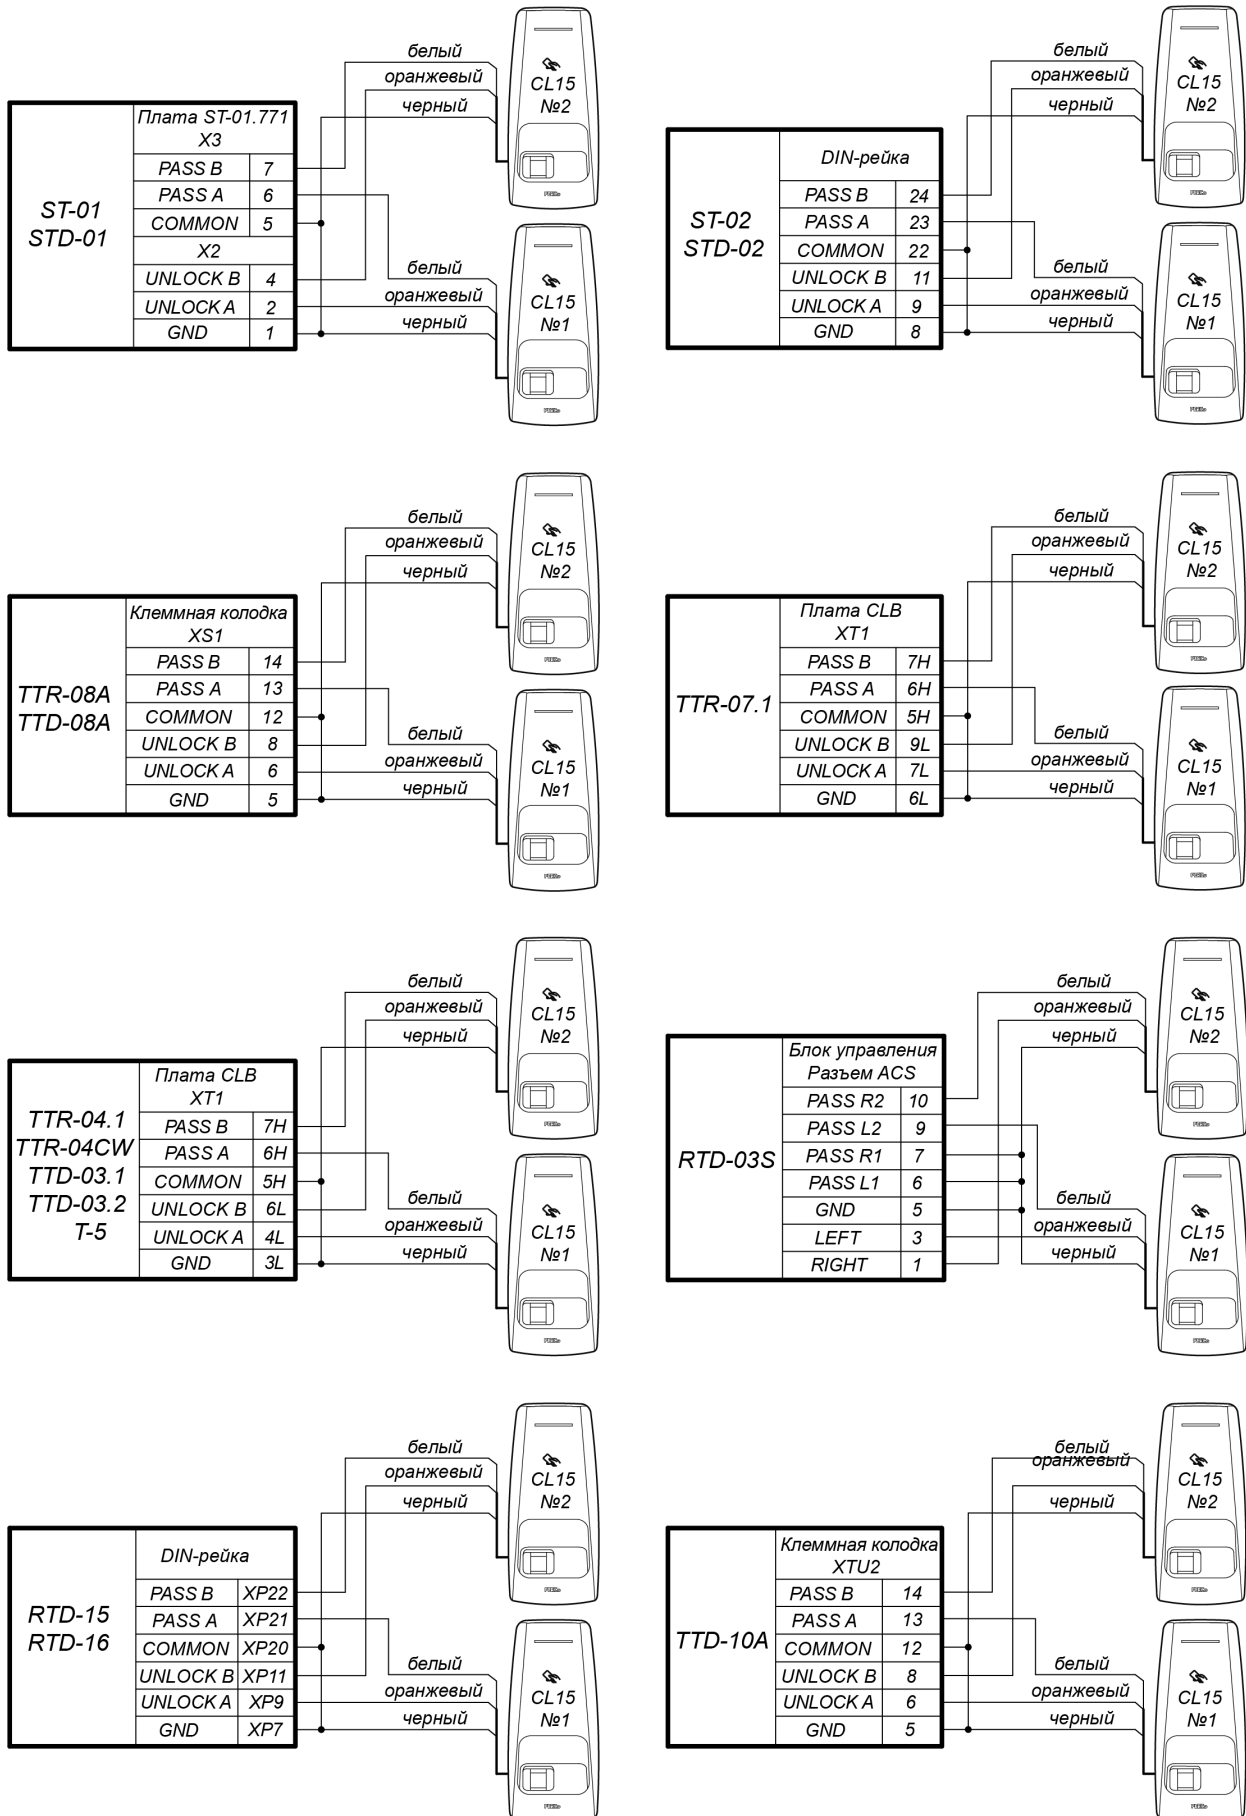 белый
оранжевый
черный
CL15
№2
ST-01
STD-01
Плата ST-01.771
X3
PASS B 7
PASS A 6
COMMON 5
X2
UNLOCK B 4
UNLOCK A 2
GND 1
белый
оранжевый
черный
CL15
№1
белый
оранжевый
черный
CL15
№2
ST-02
STD-02
DIN-рейка
PASS B 24
PASS A 23
COMMON 22
UNLOCK B 11
UNLOCK A 9
GND 8
белый
оранжевый
черный
CL15
№1
белый
оранжевый
черный
CL15
№2
TTR-08A
TTD-08A
Клеммная колодка
XS1
PASS B 14
PASS A 13
COMMON 12
UNLOCK B 8
UNLOCK A 6
GND 5
белый
оранжевый
черный
CL15
№1
белый
оранжевый
черный
CL15
№2
TTR-07.1
Плата CLB
XT1
PASS B 7H
PASS A 6H
COMMON 5H
UNLOCK B 9L
UNLOCK A 7L
GND 6L
белый
оранжевый
черный
CL15
№1
белый
оранжевый
черный
CL15
№2
TTR-04.1
TTR-04CW
TTD-03.1
TTD-03.2
T-5
Плата CLB
XT1
PASS B 7H
PASS A 6H
COMMON 5H
UNLOCK B 6L
UNLOCK A 4L
GND 3L
белый
оранжевый
черный
CL15
№1
белый
оранжевый
черный
CL15
№2
RTD-03S
Блок управления
Разъем ACS
PASS R2 10
PASS L2 9
PASS R1 7
PASS L1 6
GND 5
LEFT 3
RIGHT 1
белый
оранжевый
черный
CL15
№1
белый
оранжевый
черный
CL15
№2
RTD-15
RTD-16
DIN-рейка
PASS B XP22
PASS A XP21
COMMON XP20
UNLOCK B XP11
UNLOCK A XP9
GND XP7
белый
оранжевый
черный
CL15
№1
белый
оранжевый
черный
CL15
№2
TTD-10A
Клеммная колодка
XTU2
PASS B 14
PASS A 13
COMMON 12
UNLOCK B 8
UNLOCK A 6
GND 5
белый
оранжевый
черный
CL15
№1